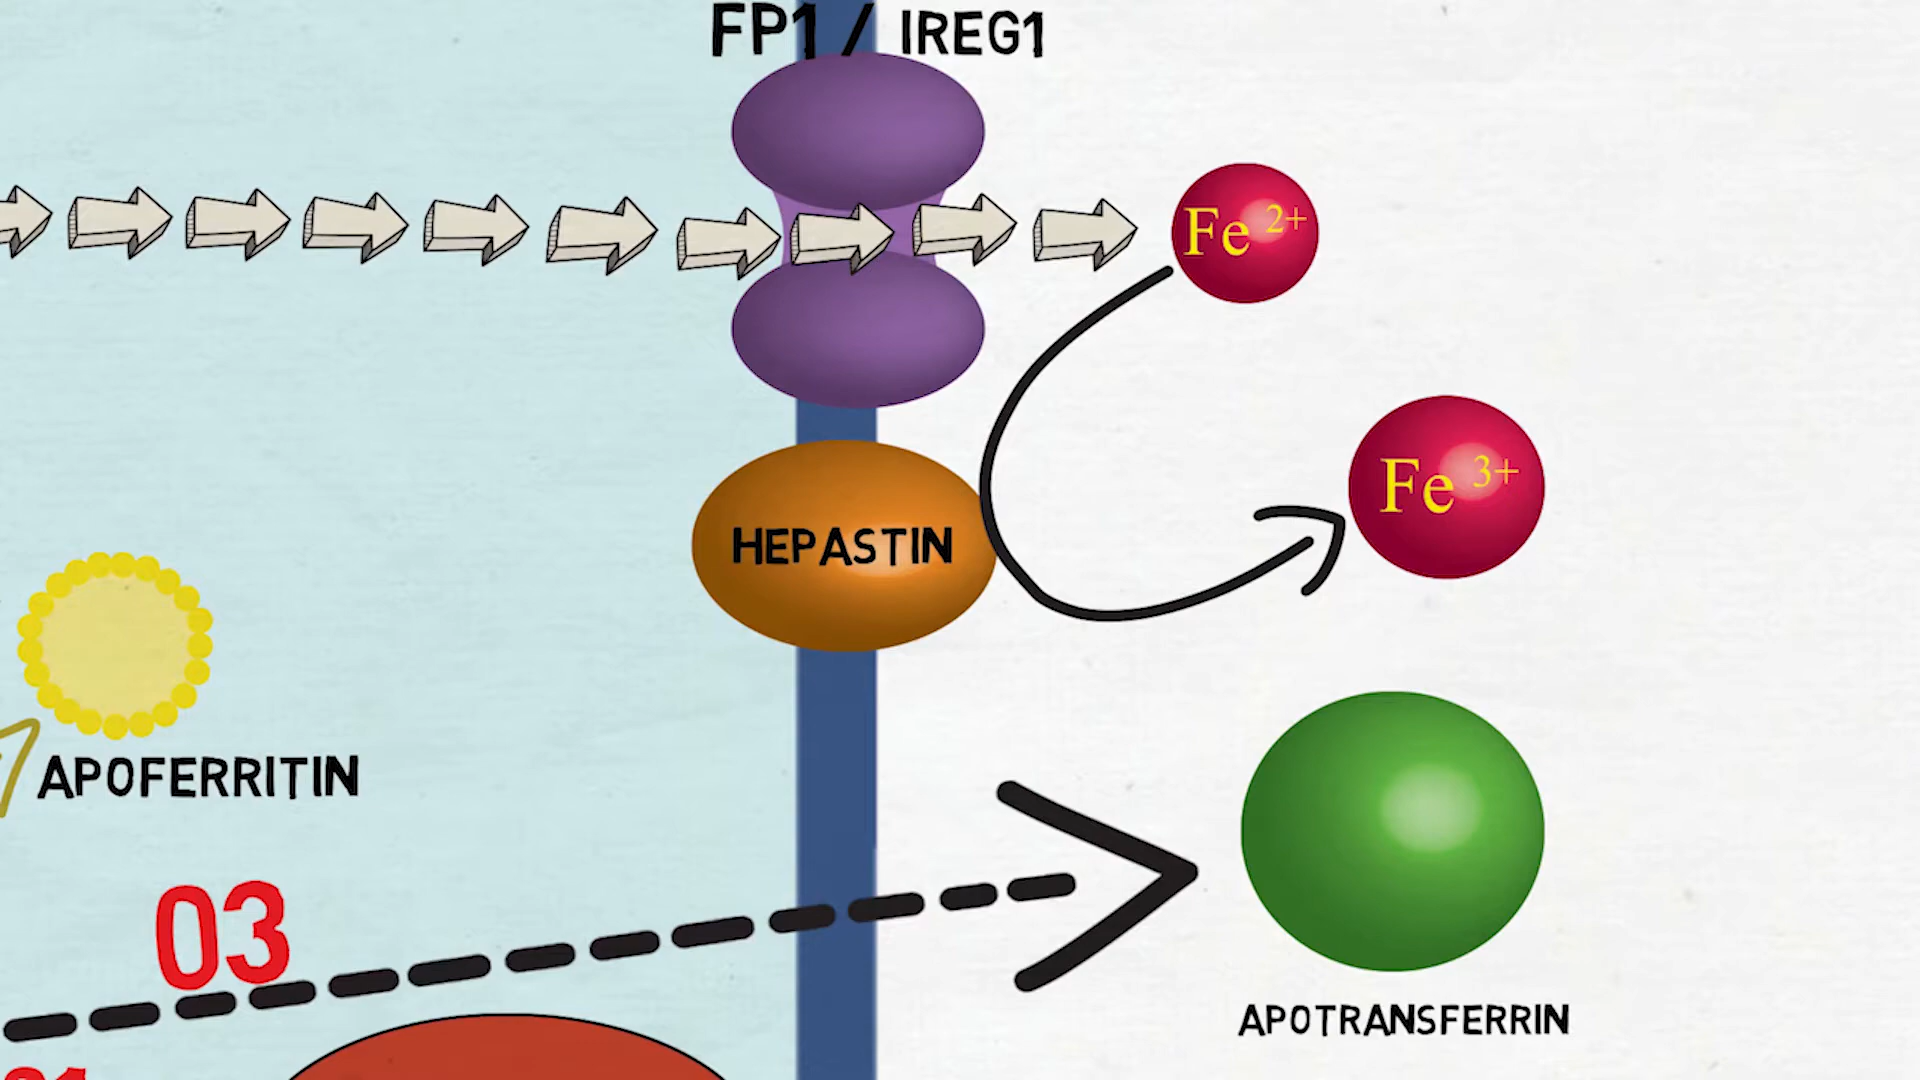 FP1 / IREG1
Fe 2+
Fe 3+
HEPASTIN
APOFERRITIN
03
APOTRANSFERRIN